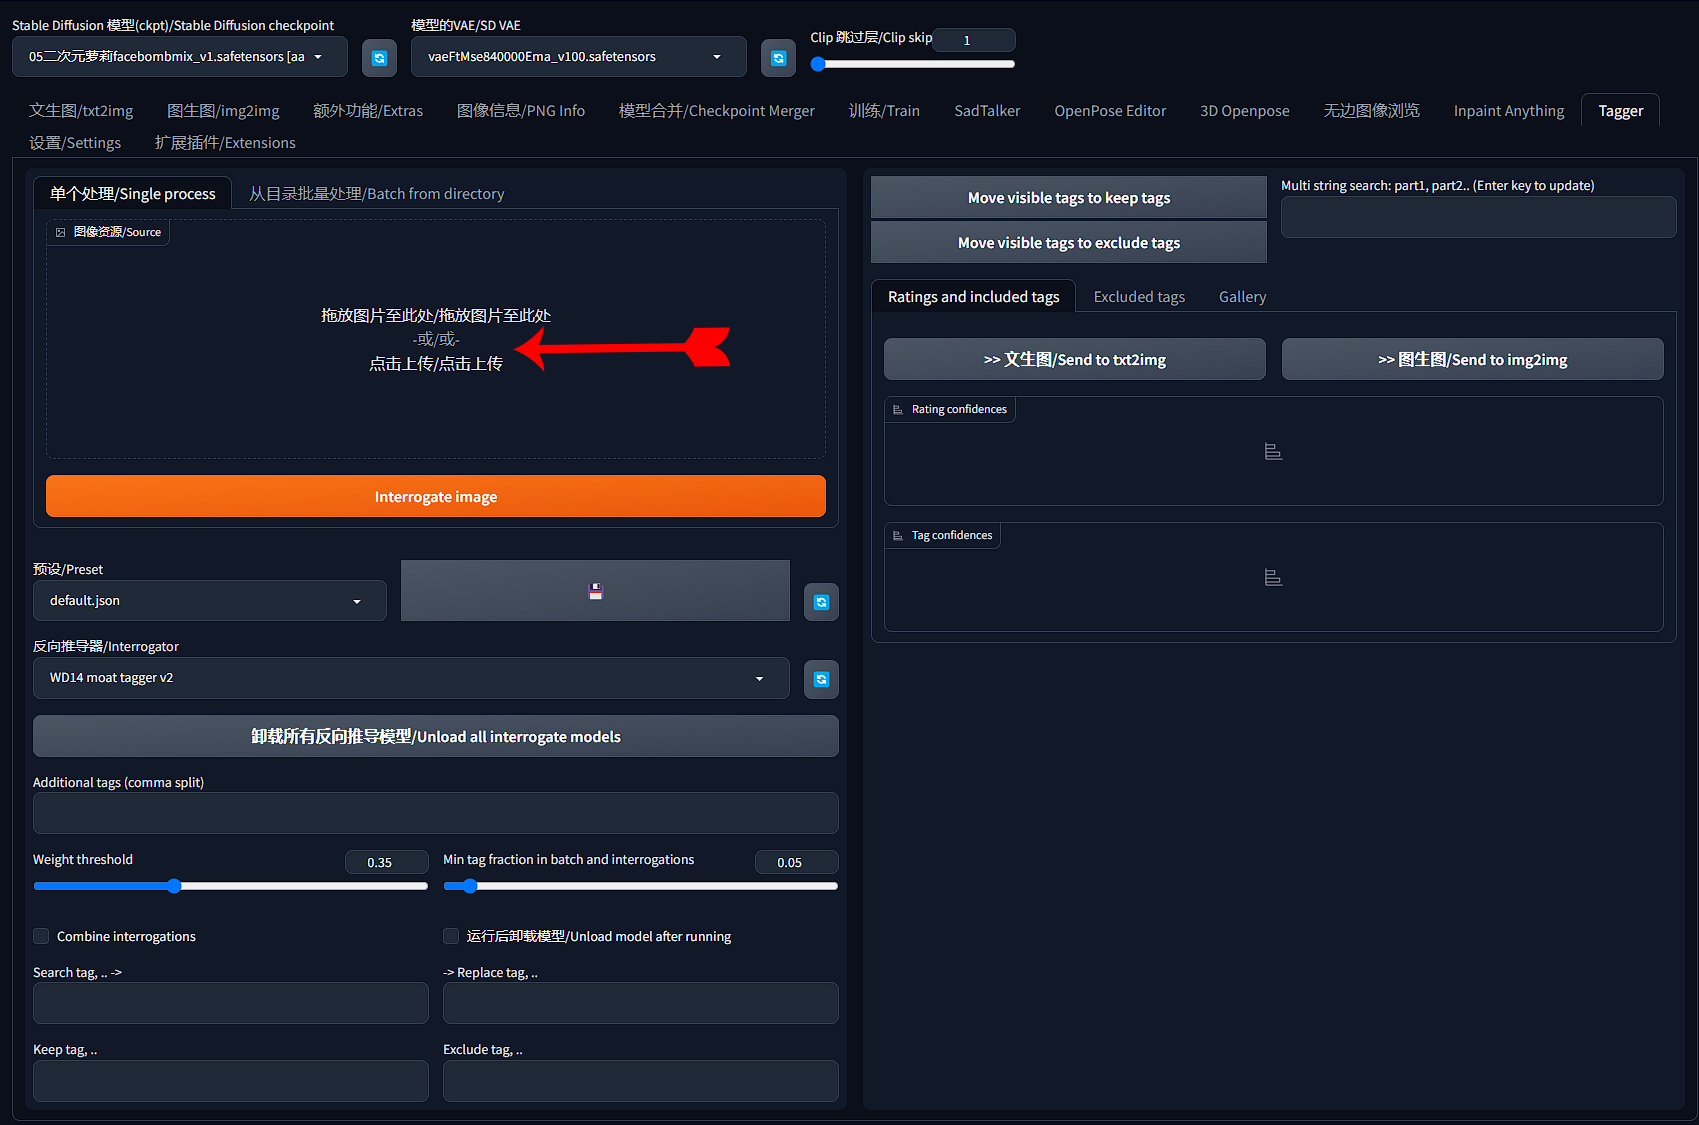 Stable Diffusion 模型(ckpt)/Stable Diffusion checkpoint
05二次元萝莉facebombmix_v1.safetensors [aa
模型的VAE/SD VAE
vaeFtMse840000Ema_v100.safetensors
Clip 跳过层/Clip skip
1
文生图/txt2img 图生图/img2img 额外功能/Extras 图像信息/PNG Info 模型合并/Checkpoint Merger 训练/Train SadTalker OpenPose Editor 3D Openpose 无边图像浏览 Inpaint Anything Tagger
设置/Settings 扩展插件/Extensions
单个处理/Single process 从目录批量处理/Batch from directory
图像资源/Source
拖放图片至此处/拖放图片至此处
-或/或-
点击上传/点击上传
Interrogate image
预设/Preset
default.json
反向推导器/Interrogator
WD14 moat tagger v2
卸载所有反向推导模型/Unload all interrogate models
Additional tags (comma split)
Weight threshold 0.35
Min tag fraction in batch and interrogations 0.05
Combine interrogations
运行后卸载模型/Unload model after running
Search tag, .. ->
-> Replace tag, ..
Keep tag, ..
Exclude tag, ..
Move visible tags to keep tags
Move visible tags to exclude tags
Multi string search: part1, part2.. (Enter key to update)
Ratings and included tags Excluded tags Gallery
>> 文生图/Send to txt2img
>> 图生图/Send to img2img
Rating confidences
Tag confidences